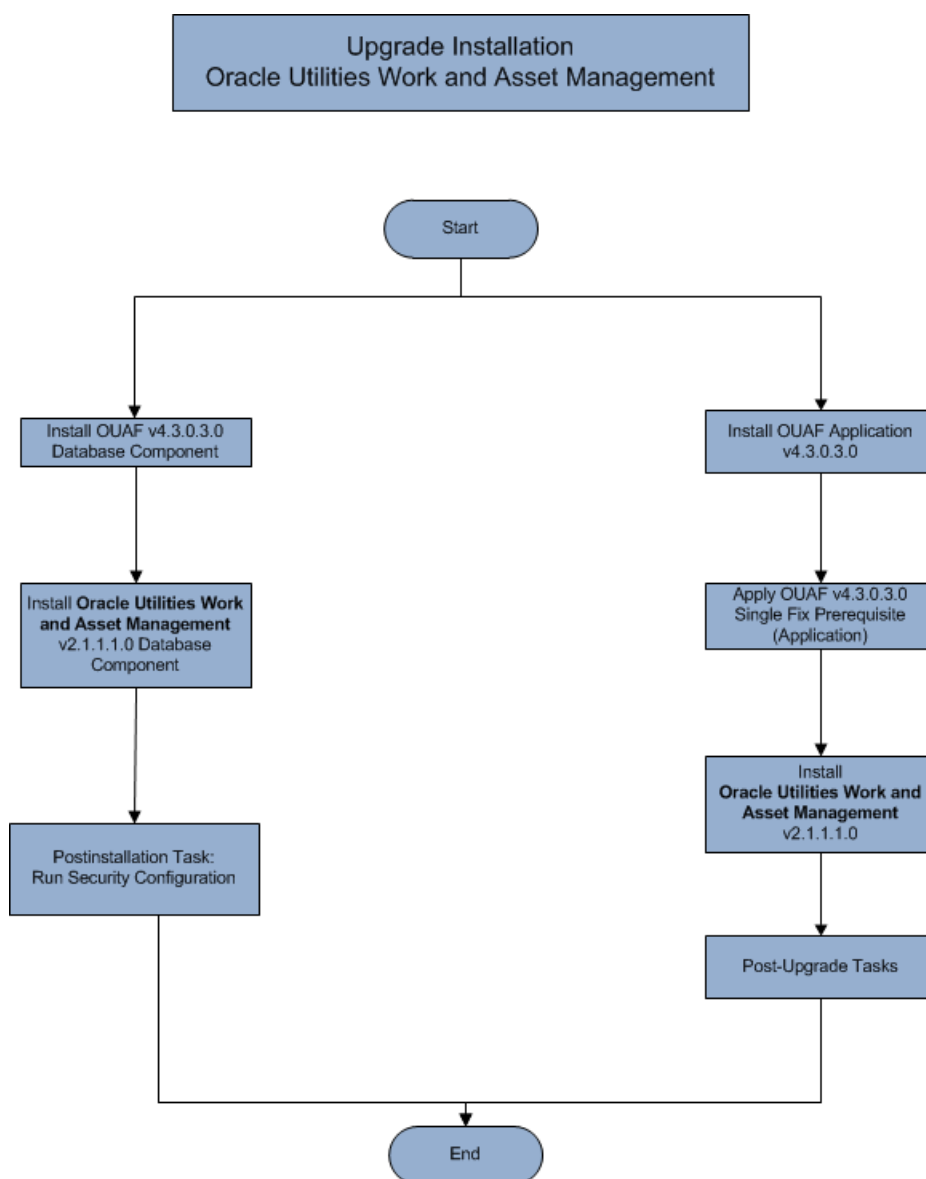 Upgrade Installation
Oracle Utilities Work and Asset Management
Start
Install OUAF v4.3.0.3.0
Database Component
Install OUAF Application
v4.3.0.3.0
Install Oracle Utilities Work
and Asset Management
v2.1.1.1.0 Database
Component
Apply OUAF v4.3.0.3.0
Single Fix Prerequisite
(Application)
Install
Oracle Utilities Work and
Asset Management
v2.1.1.1.0
Postinstallation Task:
Run Security Configuration
Post-Upgrade Tasks
End